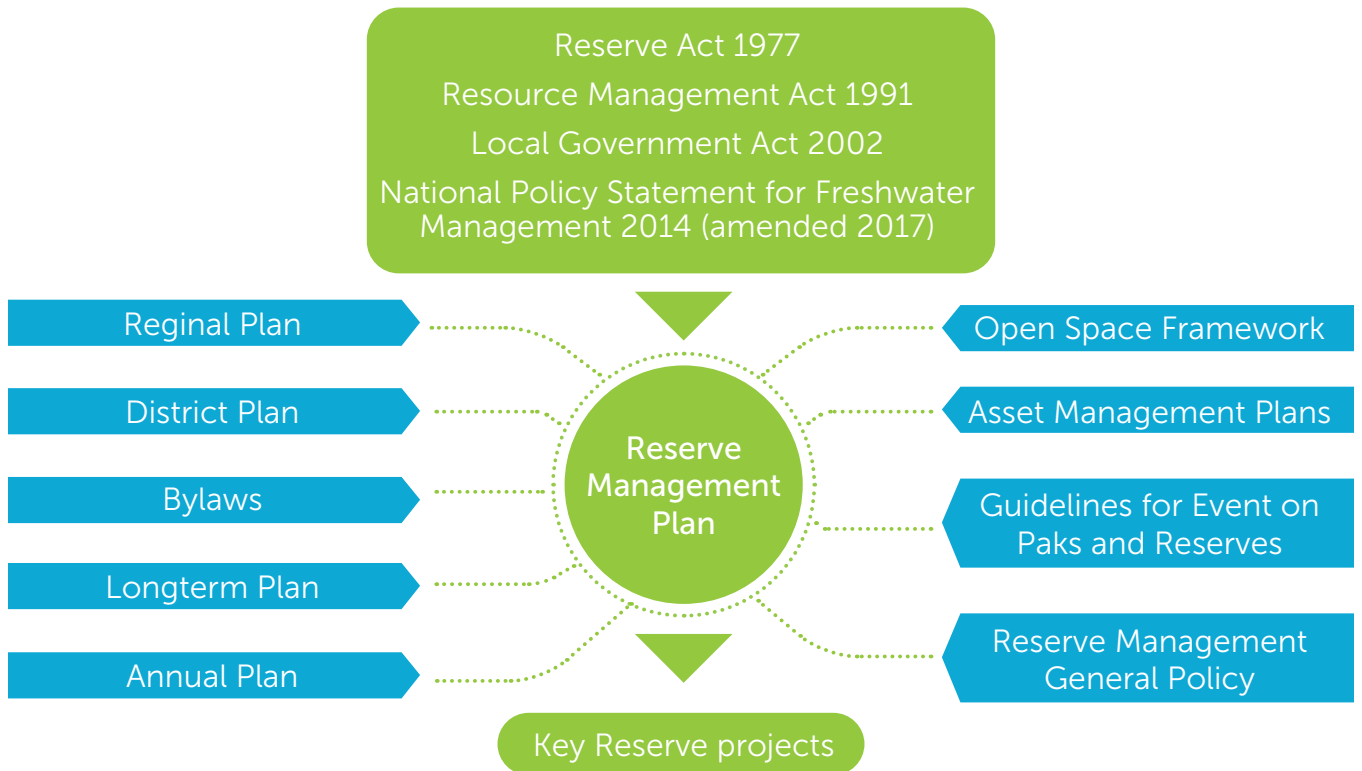 Reserve Act 1977
Resource Management Act 1991
Local Government Act 2002
National Policy Statement for Freshwater
Management 2014 (amended 2017)
Reginal Plan
District Plan
Bylaws
Longterm Plan
Annual Plan
Reserve
Management
Plan
Open Space Framework
Asset Management Plans
Guidelines for Event on
Paks and Reserves
Reserve Management
General Policy
Key Reserve projects